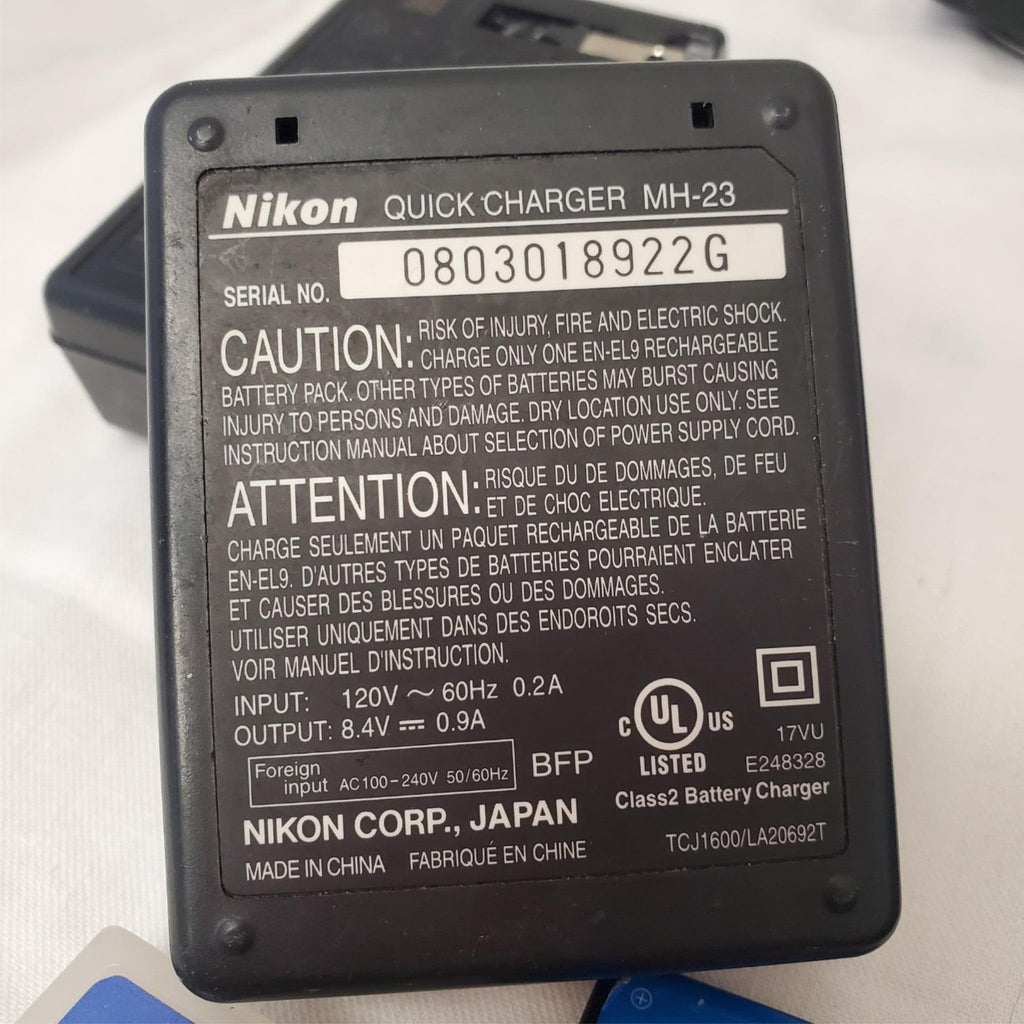 Nikon QUICK CHARGER MH-23
SERIAL NO. 0803018922G
CAUTION: RISK OF INJURY, FIRE AND ELECTRIC SHOCK.
CHARGE ONLY ONE EN-EL9 RECHARGEABLE
BATTERY PACK. OTHER TYPES OF BATTERIES MAY BURST CAUSING
INJURY TO PERSONS AND DAMAGE. DRY LOCATION USE ONLY. SEE
INSTRUCTION MANUAL ABOUT SELECTION OF POWER SUPPLY CORD.
ATTENTION: RISQUE DU DE DOMMAGES, DE FEU
ET DE CHOC ELECTRIQUE.
CHARGE SEULEMENT UN PAQUET RECHARGEABLE DE LA BATTERIE
EN-EL9. D'AUTRES TYPES DE BATTERIES POURRAIENT ENCLATER
ET CAUSER DES BLESSURES OU DES DOMMAGES.
UTILISER UNIQUEMENT DANS DES ENDOROITS SECS.
VOIR MANUEL D'INSTRUCTION.
INPUT: 120V ~ 60Hz 0.2A
OUTPUT: 8.4V ⎓ 0.9A
Foreign
input AC100-240V 50/60Hz
BFP
C UL US
LISTED
17VU
E248328
Class2 Battery Charger
NIKON CORP., JAPAN
MADE IN CHINA FABRIQUÉ EN CHINE
TCJ1600/LA20692T